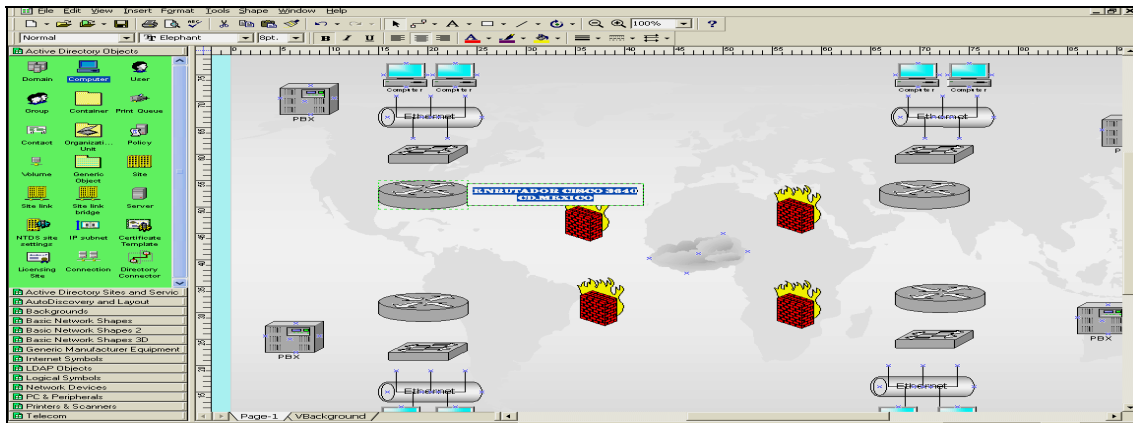 File Edit View Insert Format Tools Shape Window Help
100%
Normal Elephant 8pt. B I U
Active Directory Objects
Domain Computer User
Group Container Print Queue
Contact Organizati... Unit Policy
Volume Generic Object Site
Site link Site link bridge Server
NTDS site settings IP subnet Certificate Template
Licensing Site Connection Directory Connector
Active Directory Sites and Servic
AutoDiscovery and Layout
Backgrounds
Basic Network Shapes
Basic Network Shapes 2
Basic Network Shapes 3D
Generic Manufacturer Equipment
Internet Symbols
LDAP Objects
Logical Symbols
Network Devices
PC & Peripherals
Printers & Scanners
Telecom
Computer Computer
Computer Computer
PBX
Ethernet
Ethernet
ENRUTADOR CISCO 3640
CD.MEXICO
PBX
PBX
Ethernet
Ethernet
Page-1 VBackground